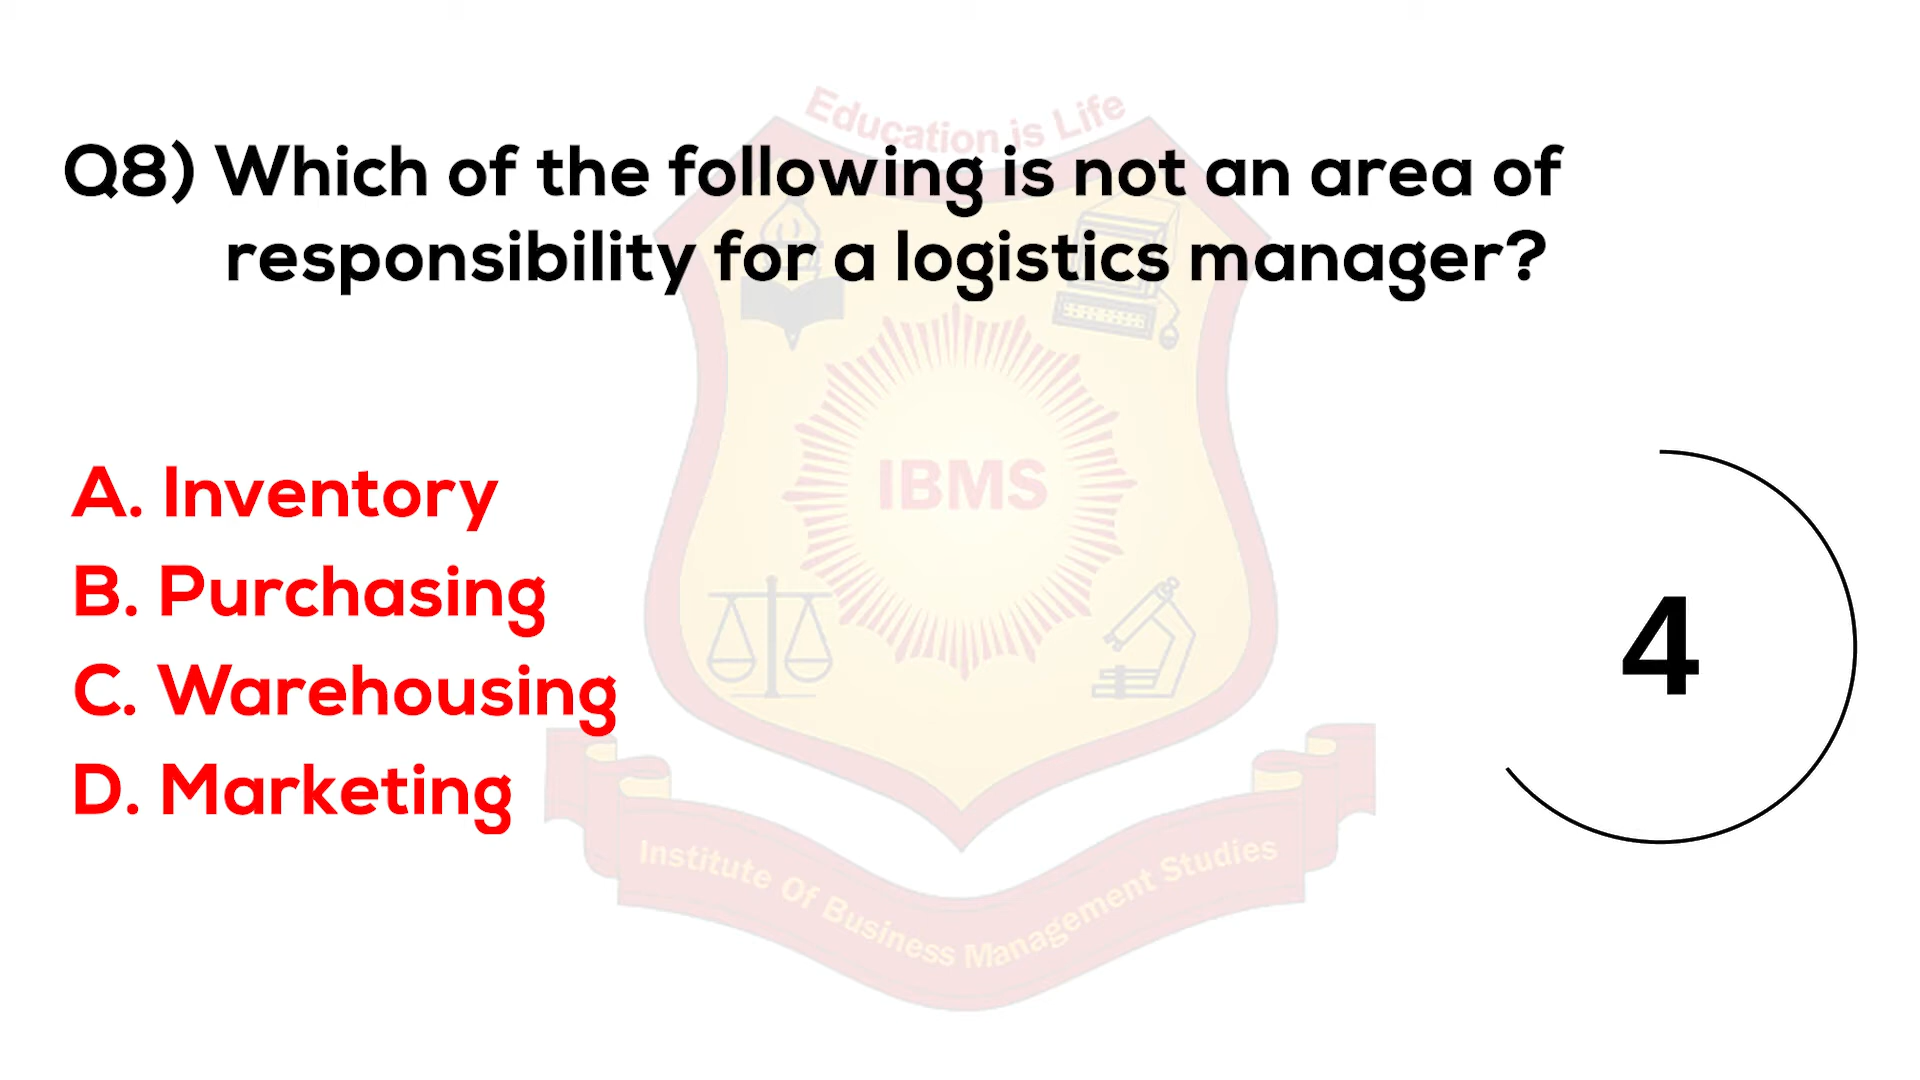 Education is Life
Q8) Which of the following is not an area of
responsibility for a logistics manager?
IBMS
A. Inventory
B. Purchasing
C. Warehousing
D. Marketing
4
Institute Of Business Management Studies